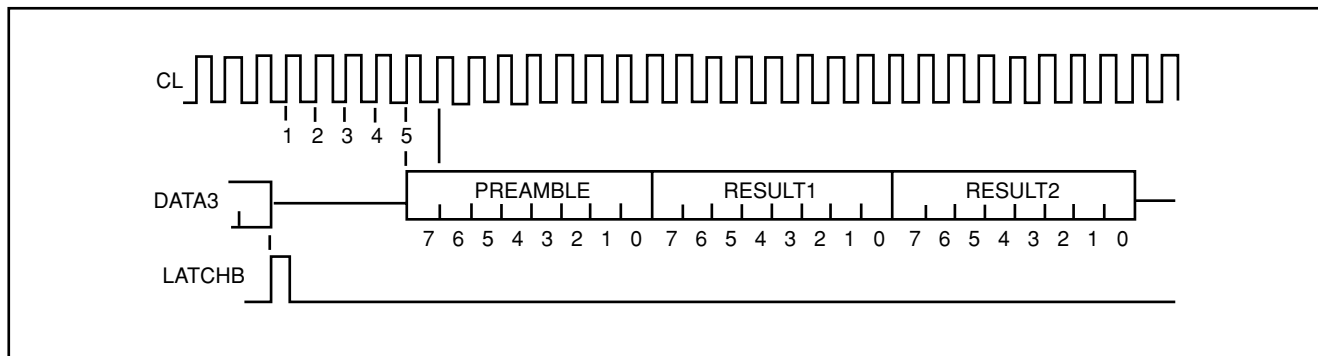 CL
1 2 3 4 5
DATA3 PREAMBLE RESULT1 RESULT2
7 6 5 4 3 2 1 0 7 6 5 4 3 2 1 0 7 6 5 4 3 2 1 0
LATCHB